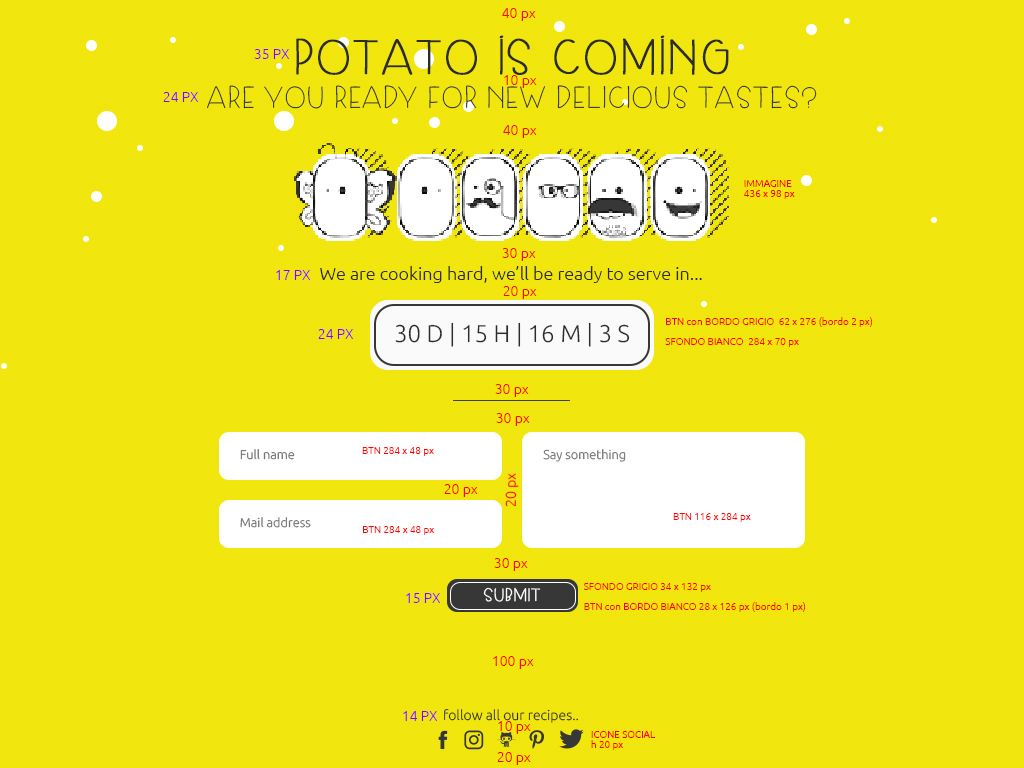 40 px
35 PX POTATO IS COMING
10 px
24 PX ARE YOU READY FOR NEW DELICIOUS TASTES?
40 px
IMMAGINE
436 x 98 px
30 px
17 PX We are cooking hard, we'll be ready to serve in...
20 px
24 PX 30 D | 15 H | 16 M | 3 S
BTN con BORDO GRIGIO 62 x 276 (bordo 2 px)
SFONDO BIANCO 284 x 70 px
30 px
30 px
Full name BTN 284 x 48 px
Say something
20 px
20 px
Mail address BTN 284 x 48 px
BTN 116 x 284 px
30 px
15 PX SUBMIT
SFONDO GRIGIO 34 x 132 px
BTN con BORDO BIANCO 28 x 126 px (bordo 1 px)
100 px
14 PX follow all our recipes..
10 px
ICONE SOCIAL
h 20 px
20 px